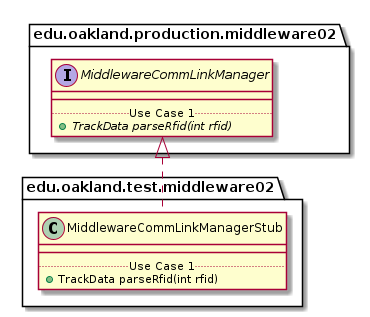 edu.oakland.production.middleware02
I MiddlewareCommLinkManager
Use Case 1
TrackData parseRfid(int rfid)
edu.oakland.test.middleware02
C MiddlewareCommLinkManagerStub
Use Case 1
TrackData parseRfid(int rfid)